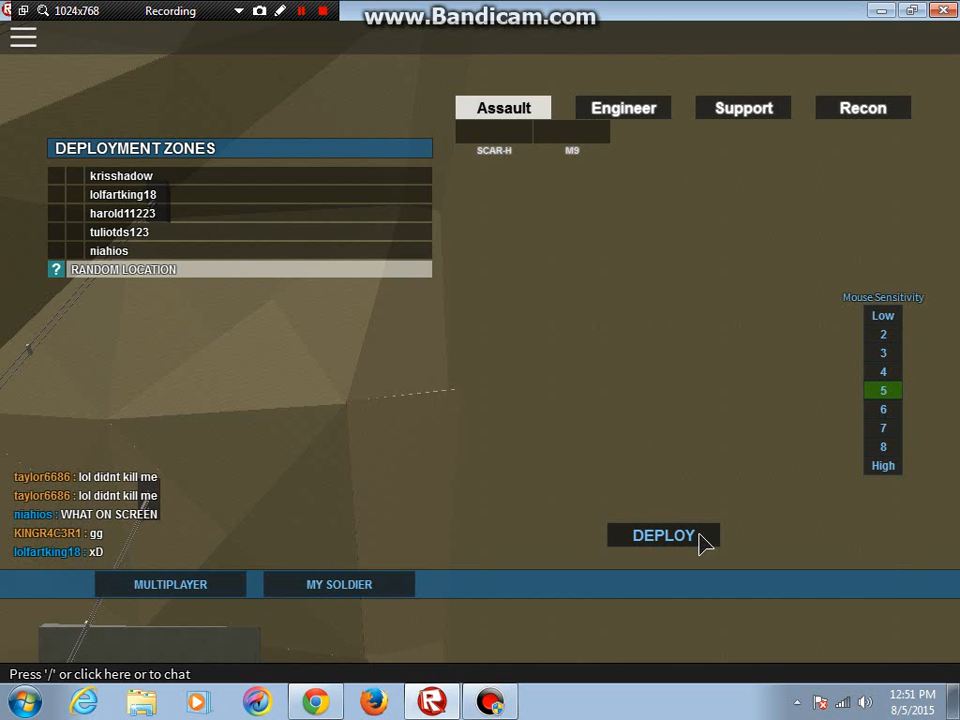 1024x768 Recording
www.Bandicam.com
Assault Engineer Support Recon
SCAR-H M9
DEPLOYMENT ZONES
krisshadow
lolfartking18
harold11223
tuliotds123
niahios
? RANDOM LOCATION
Mouse Sensitivity
Low
2
3
4
5
6
7
8
High
taylor6686 : lol didnt kill me
taylor6686 : lol didnt kill me
niahios : WHAT ON SCREEN
KINGR4C3R1 : gg
lolfartking18 : xD
DEPLOY
MULTIPLAYER MY SOLDIER
Press '/' or click here or to chat
12:51 PM
8/5/2015